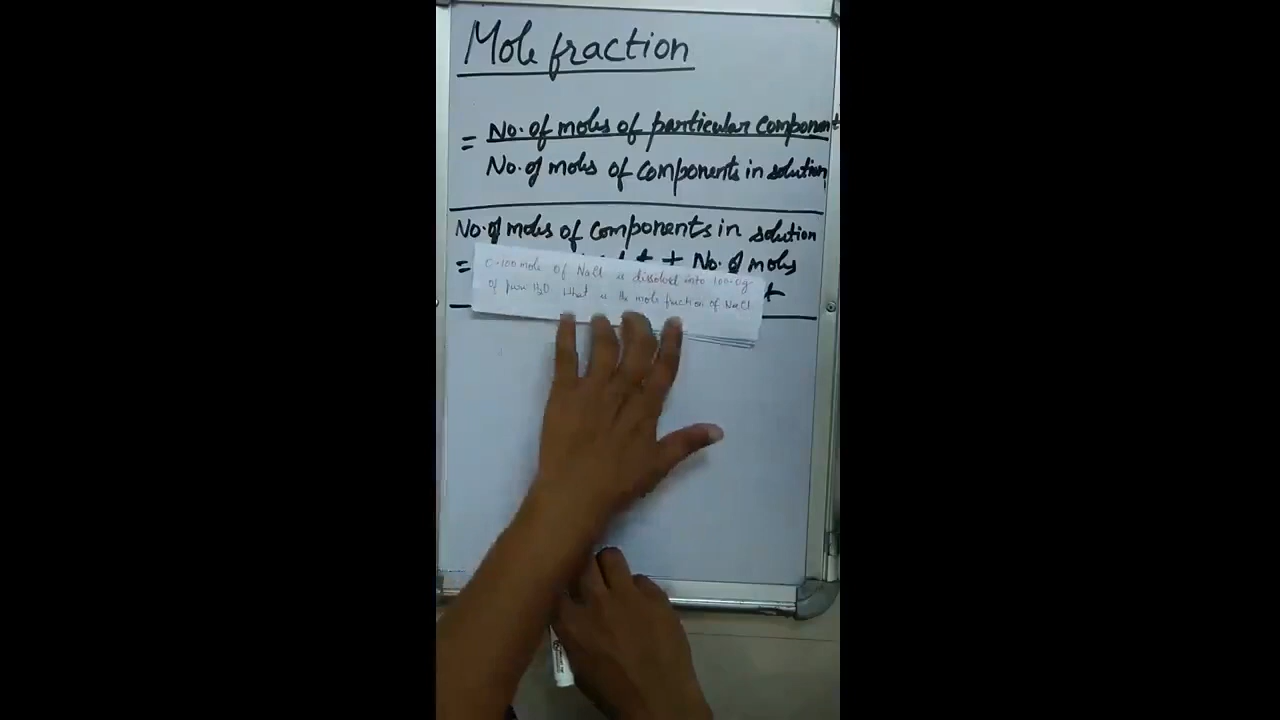 Mole fraction
= No. of moles of particular component
No. of moles of components in solution
No. of moles of components in solution
= + No. of moles
0.100 mole of NaCl is dissolved into 100.0g
of pure H2O What is the mole fraction of NaCl